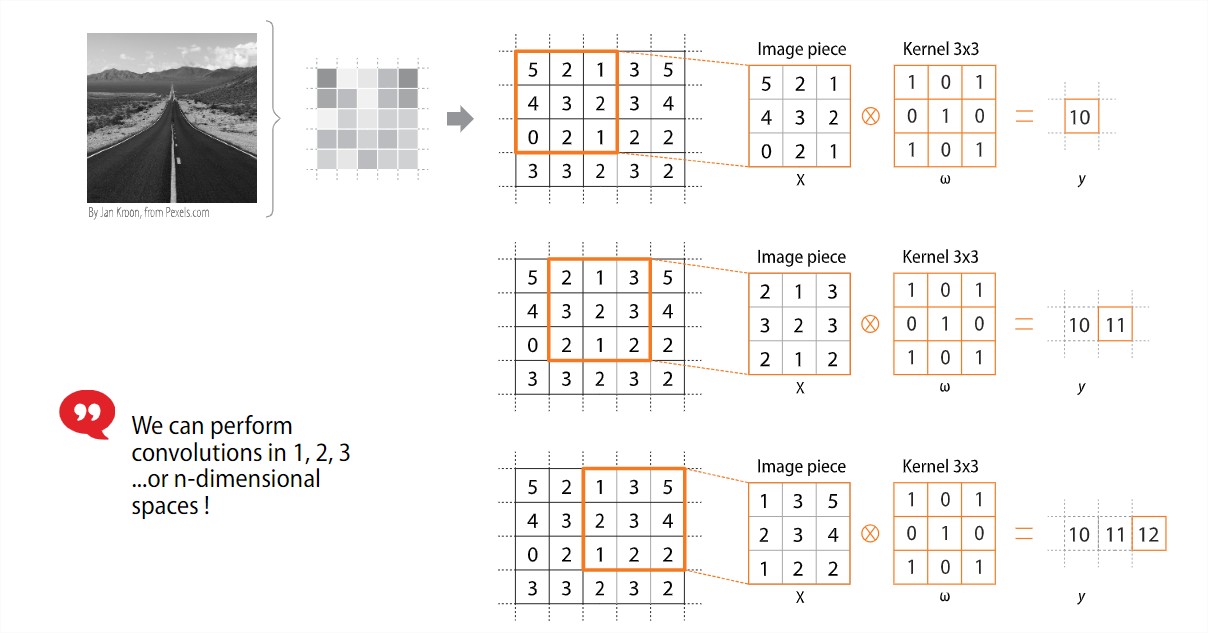 By Jan Kroon, from Pexels.com
5 2 1 3 5
4 3 2 3 4
0 2 1 2 2
3 3 2 3 2
Image piece
5 2 1
4 3 2
0 2 1
X
⊗
Kernel 3x3
1 0 1
0 1 0
1 0 1
ω
=
10
y
5 2 1 3 5
4 3 2 3 4
0 2 1 2 2
3 3 2 3 2
Image piece
2 1 3
3 2 3
2 1 2
X
⊗
Kernel 3x3
1 0 1
0 1 0
1 0 1
ω
=
10 11
y
We can perform
convolutions in 1, 2, 3
...or n-dimensional
spaces !
5 2 1 3 5
4 3 2 3 4
0 2 1 2 2
3 3 2 3 2
Image piece
1 3 5
2 3 4
1 2 2
X
⊗
Kernel 3x3
1 0 1
0 1 0
1 0 1
ω
=
10 11 12
y